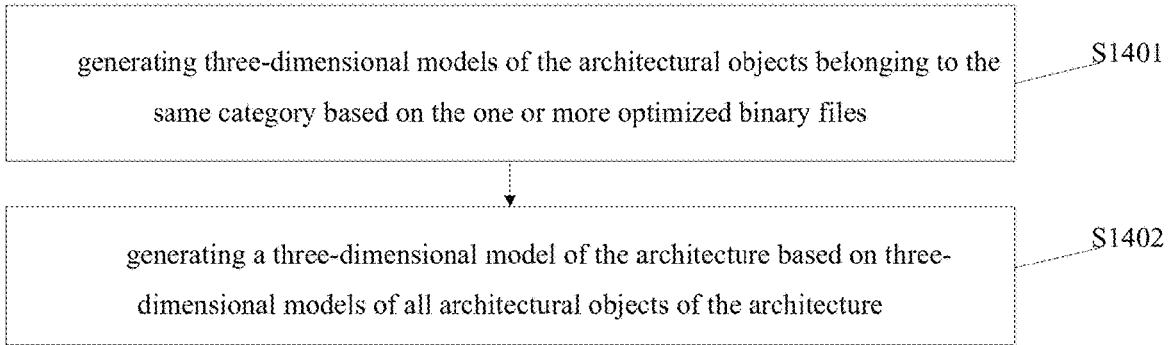 generating three-dimensional models of the architectural objects belonging to the
same category based on the one or more optimized binary files
S1401
generating a three-dimensional model of the architecture based on three-
dimensional models of all architectural objects of the architecture
S1402